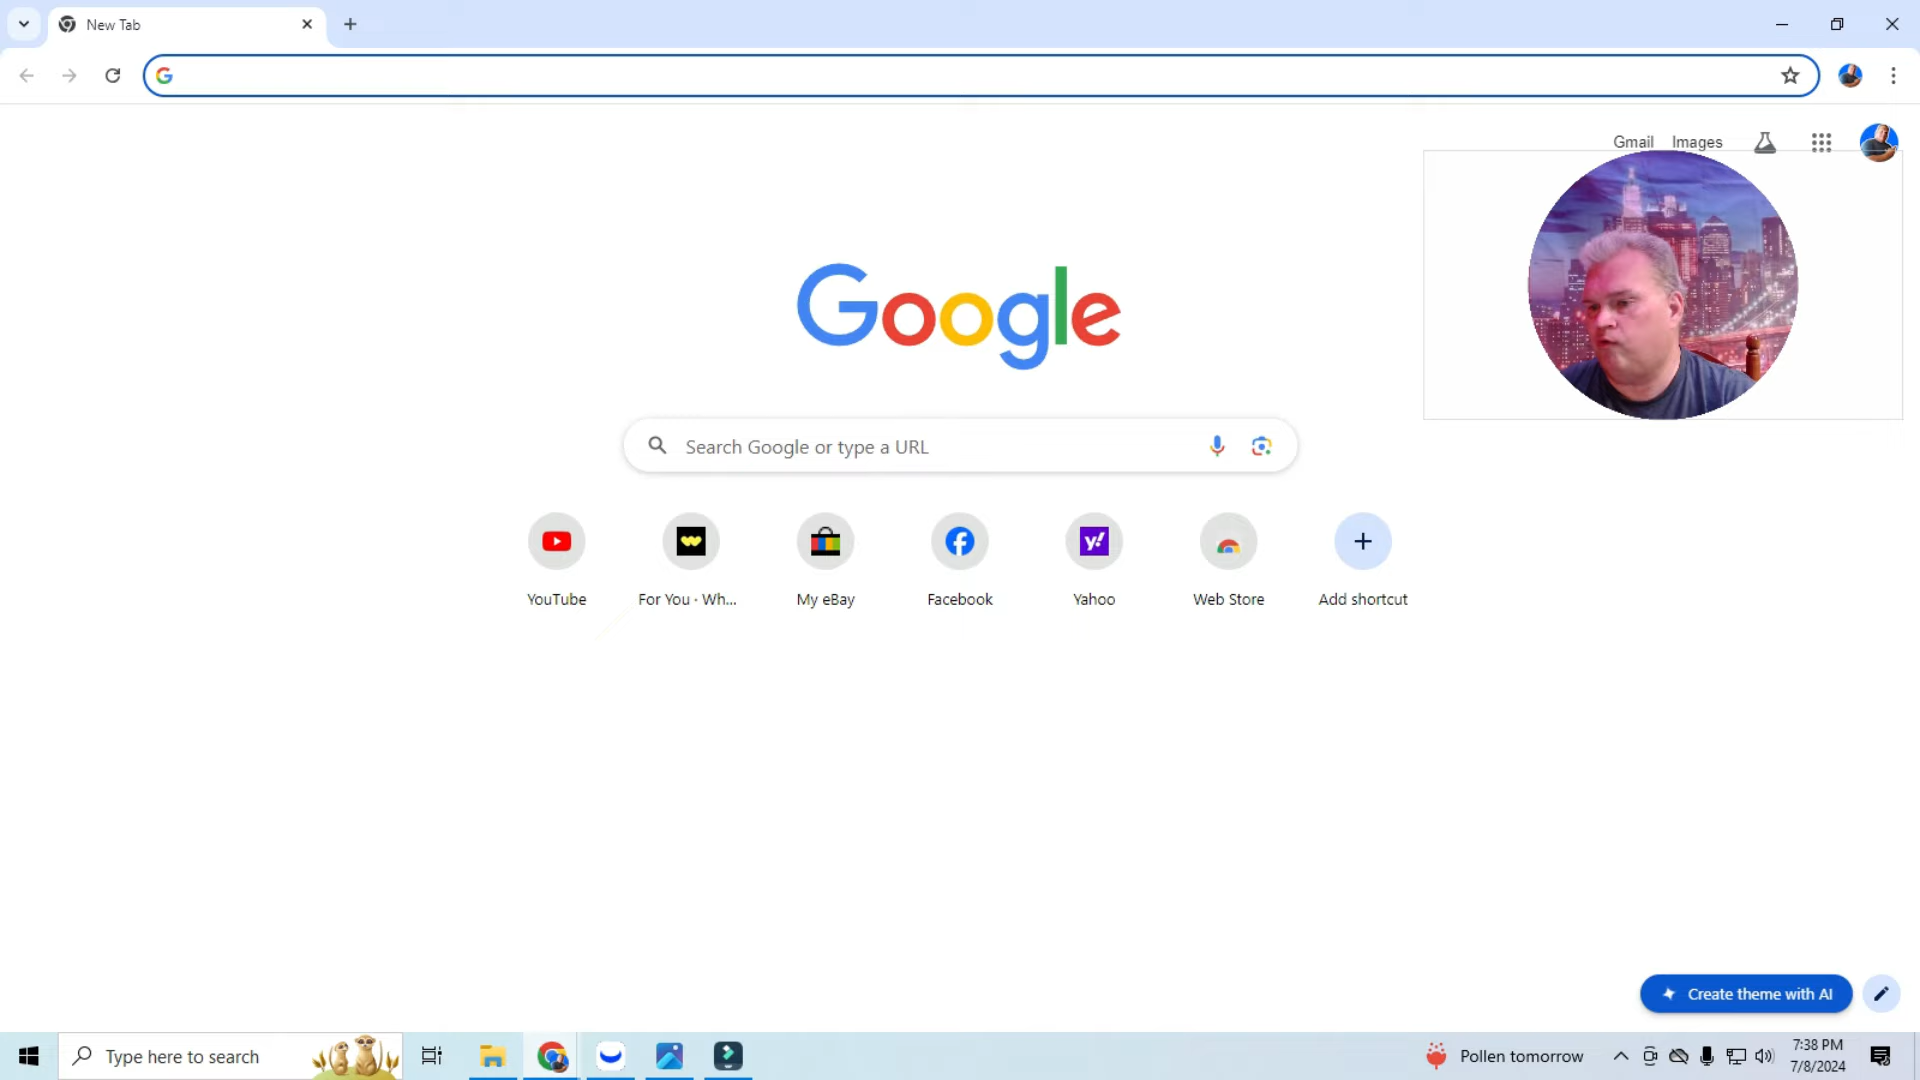 New Tab
Gmail Images
Google
Search Google or type a URL
YouTube
For You · Wh...
My eBay
Facebook
y!
Yahoo
Web Store
Add shortcut
Create theme with AI
Type here to search
Pollen tomorrow
7:38 PM
7/8/2024